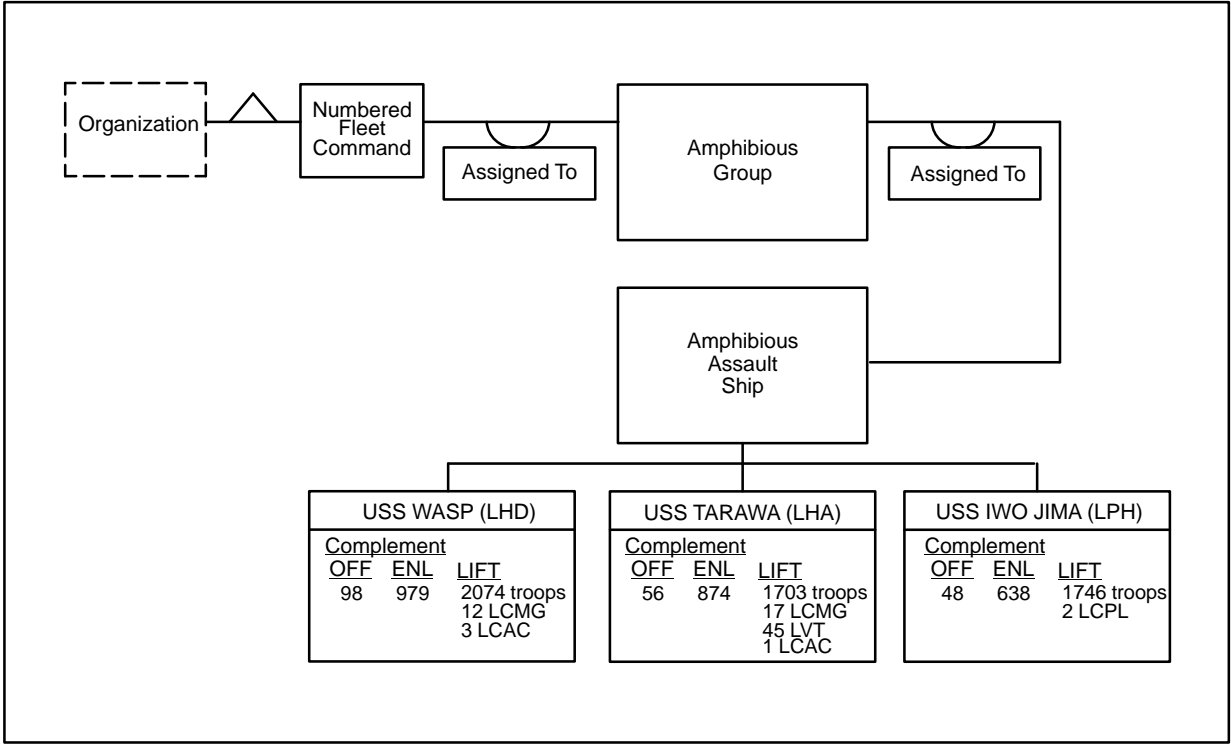 Organization
Numbered
Fleet
Command
Assigned To
Amphibious
Group
Assigned To
Amphibious
Assault
Ship
USS WASP (LHD)
Complement
OFF ENL LIFT
98 979 2074 troops
12 LCMG
3 LCAC
USS TARAWA (LHA)
Complement
OFF ENL LIFT
56 874 1703 troops
17 LCMG
45 LVT
1 LCAC
USS IWO JIMA (LPH)
Complement
OFF ENL LIFT
48 638 1746 troops
2 LCPL